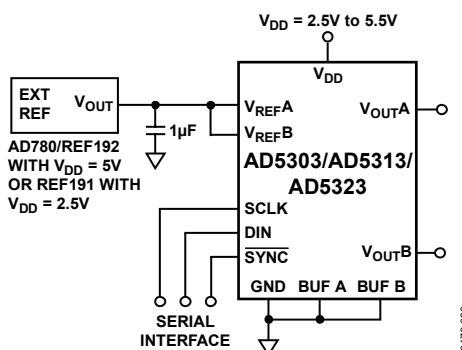 V_DD = 2.5V to 5.5V
V_DD
EXT
REF
V_OUT
V_REFA
V_REFB
V_OUTA
1µF
AD780/REF192
WITH V_DD = 5V
OR REF191 WITH
V_DD = 2.5V
AD5303/AD5313/
AD5323
SCLK
DIN
SYNC
V_OUTB
GND BUF A BUF B
SERIAL
INTERFACE